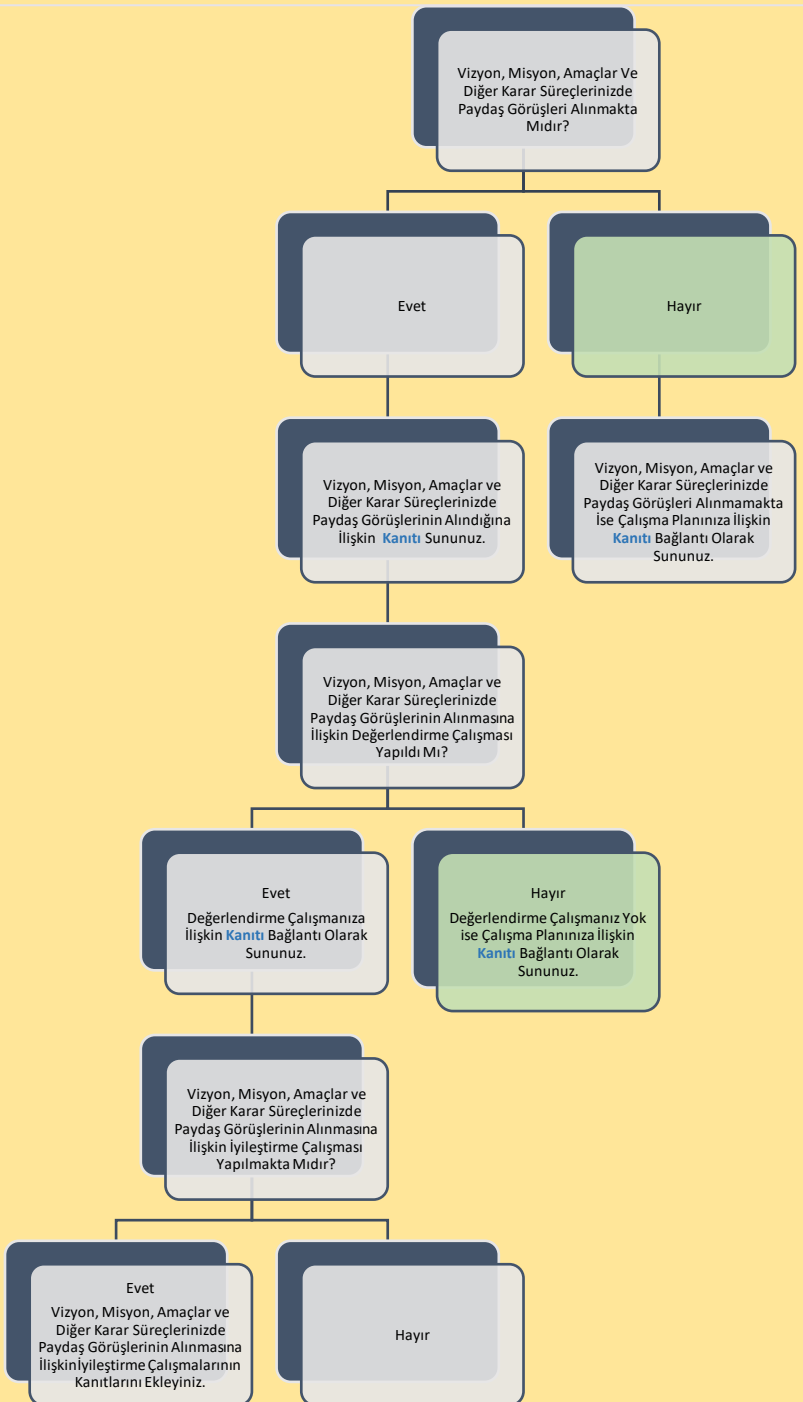 Vizyon, Misyon, Amaçlar Ve
Diğer Karar Süreçlerinizde
Paydaş Görüşleri Alınmakta
Mıdır?
Evet
Hayır
Vizyon, Misyon, Amaçlar ve
Diğer Karar Süreçlerinizde
Paydaş Görüşlerinin Alındığına
İlişkin Kanıtı Sununuz.
Vizyon, Misyon, Amaçlar ve
Diğer Karar Süreçlerinizde
Paydaş Görüşleri Alınmamakta
İse Çalışma Planınıza İlişkin
Kanıtı Bağlantı Olarak
Sununuz.
Vizyon, Misyon, Amaçlar ve
Diğer Karar Süreçlerinizde
Paydaş Görüşlerinin Alınmasına
İlişkin Değerlendirme Çalışması
Yapıldı Mı?
Evet
Değerlendirme Çalışmanıza
İlişkin Kanıtı Bağlantı Olarak
Sununuz.
Hayır
Değerlendirme Çalışmanız Yok
ise Çalışma Planınıza İlişkin
Kanıtı Bağlantı Olarak
Sununuz.
Vizyon, Misyon, Amaçlar ve
Diğer Karar Süreçlerinizde
Paydaş Görüşlerinin Alınmasına
İlişkin İyileştirme Çalışması
Yapılmakta Mıdır?
Evet
Vizyon, Misyon, Amaçlar ve
Diğer Karar Süreçlerinizde
Paydaş Görüşlerinin Alınmasına
İlişkin İyileştirme Çalışmalarının
Kanıtlarını Ekleyiniz.
Hayır